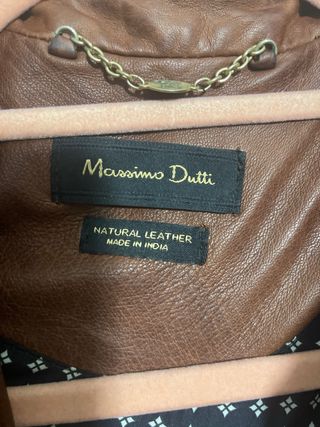 Massimo Dutti
NATURAL LEATHER
MADE IN INDIA